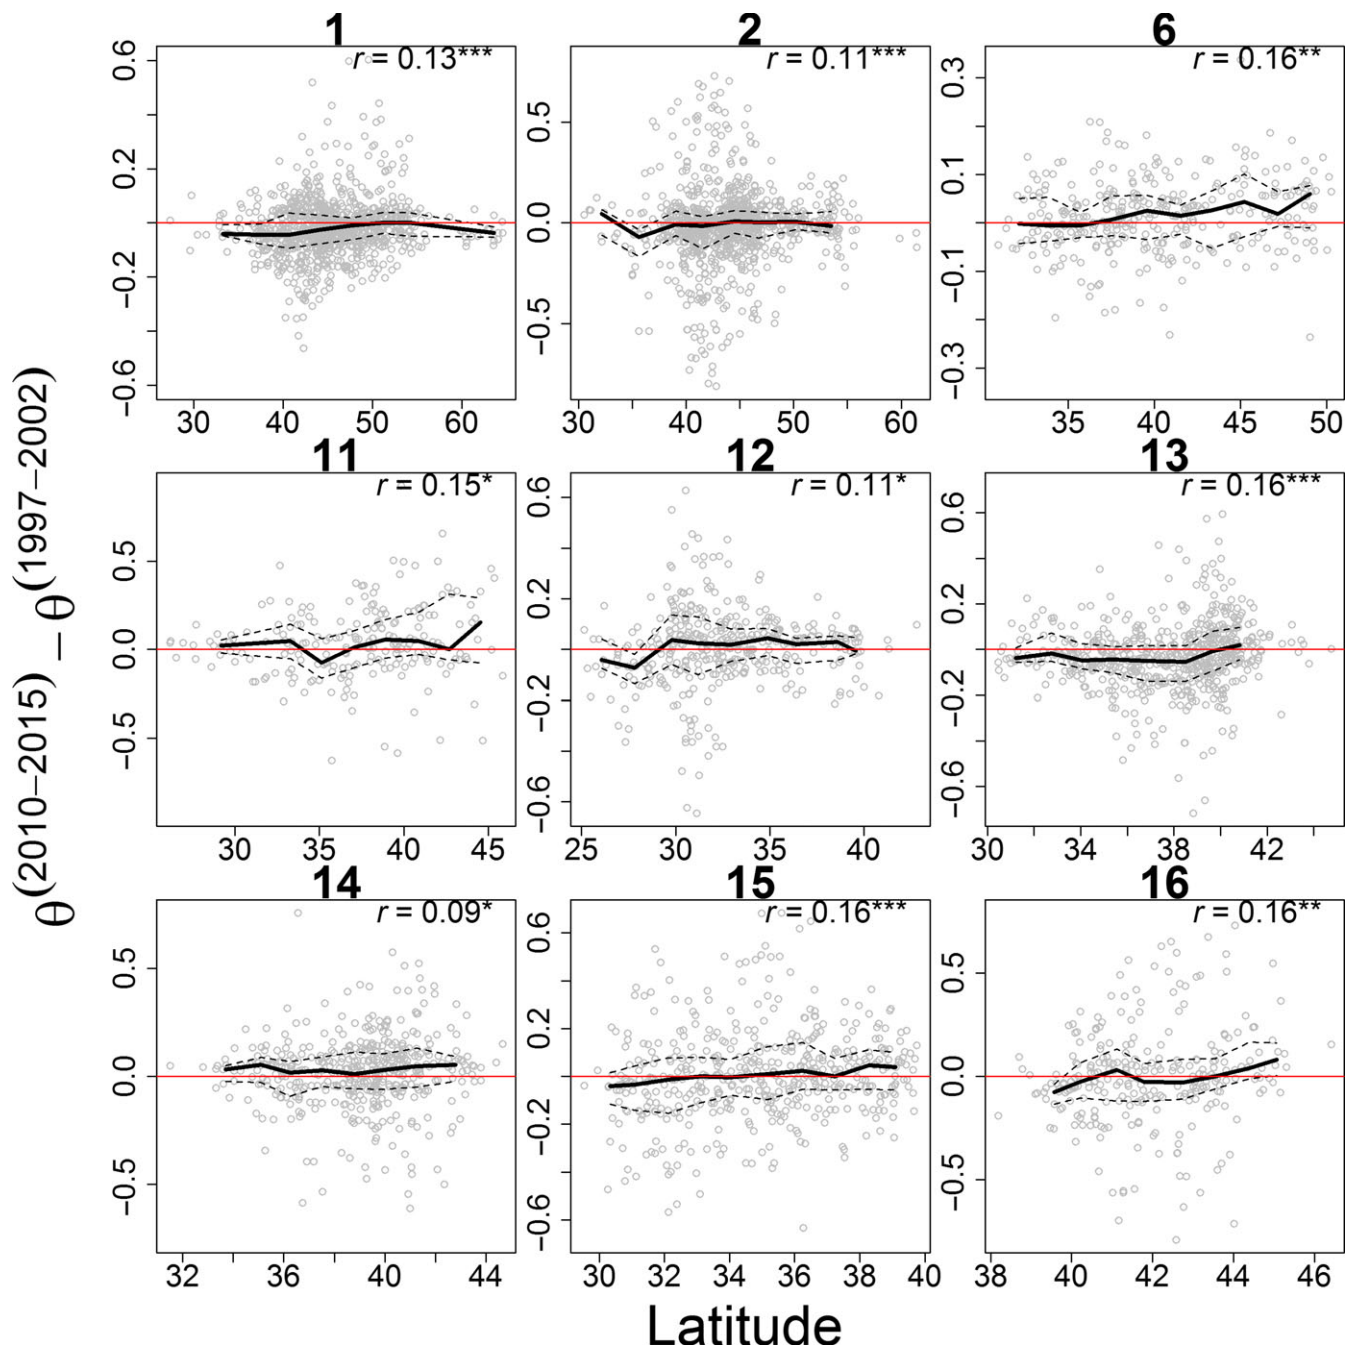 1
r = 0.13***
0.6
0.2
−0.2
−0.6
30 40 50 60
2
r = 0.11***
0.5
0.0
−0.5
30 40 50 60
6
r = 0.16**
0.3
0.1
−0.1
−0.3
35 40 45 50
11
r = 0.15*
0.5
0.0
−0.5
30 35 40 45
12
r = 0.11*
0.6
0.2
−0.2
−0.6
25 30 35 40
13
r = 0.16***
0.6
0.2
−0.2
−0.6
30 34 38 42
14
r = 0.09*
0.5
0.0
−0.5
32 36 40 44
15
r = 0.16***
0.6
0.2
−0.2
−0.6
30 32 34 36 38 40
16
r = 0.16**
0.5
0.0
−0.5
38 40 42 44 46
θ(2010−2015) − θ(1997−2002)
Latitude